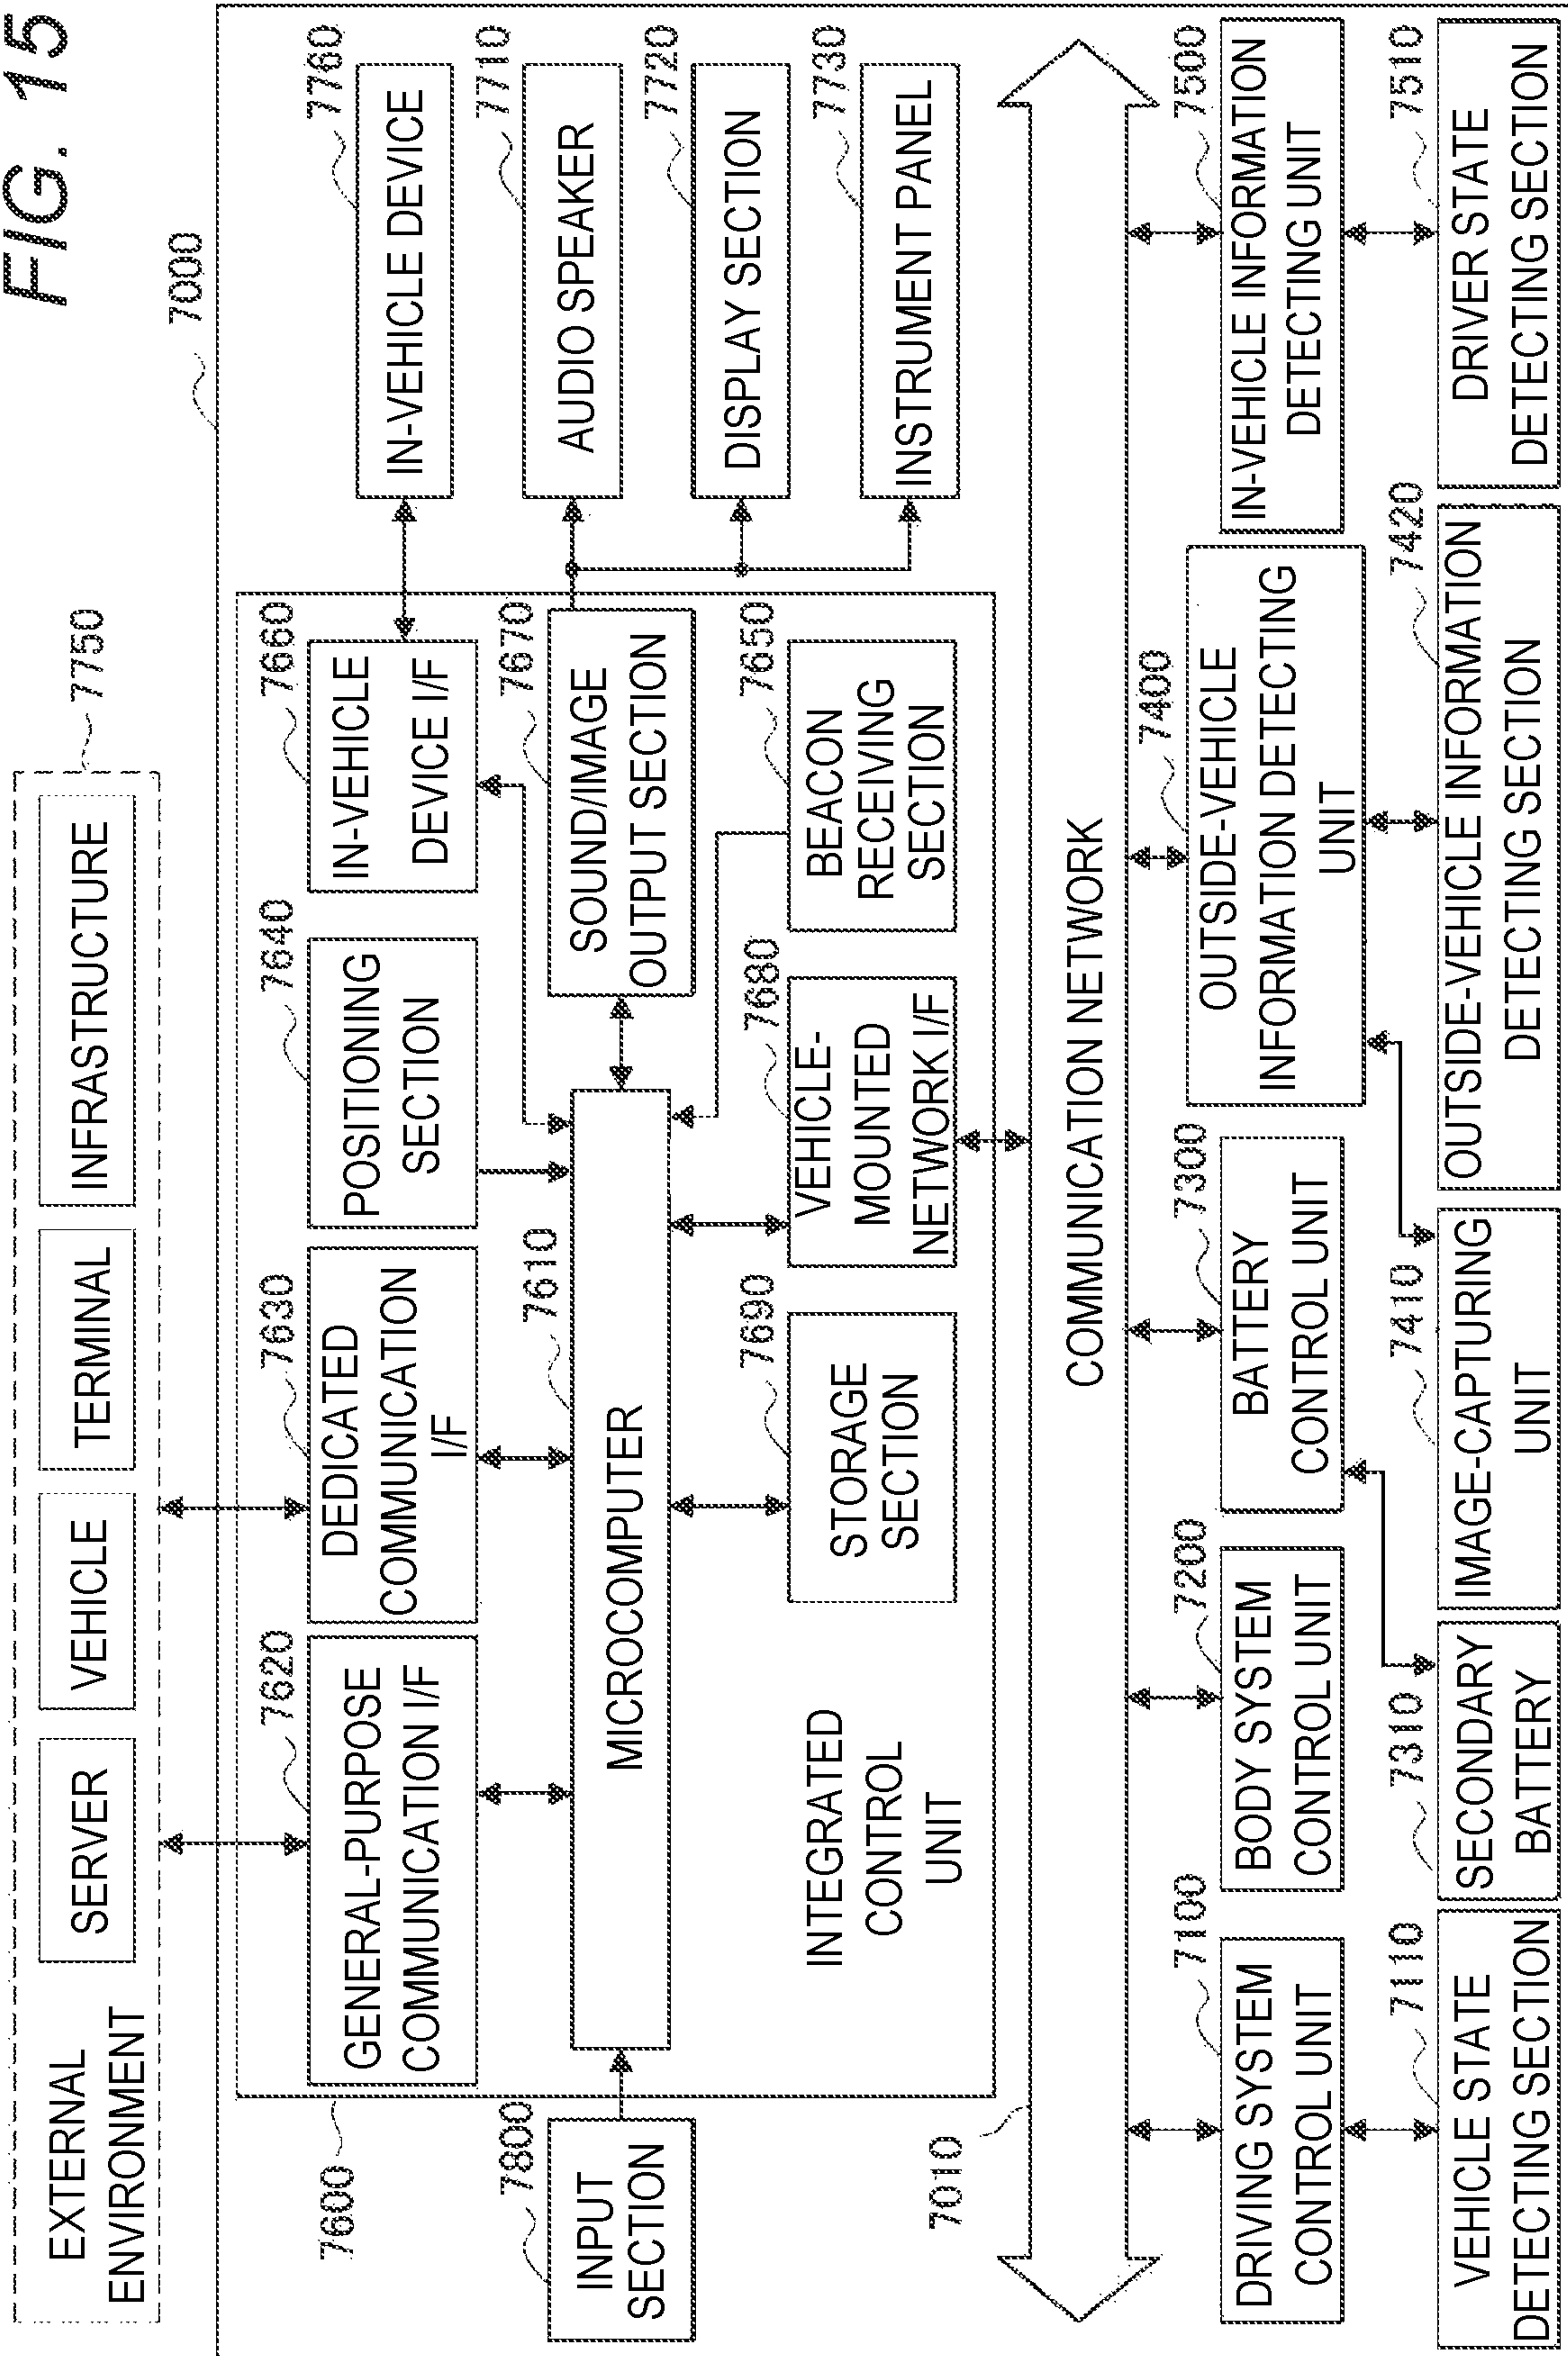 FIG. 15
7000
EXTERNAL
ENVIRONMENT
SERVER
VEHICLE
TERMINAL
INFRASTRUCTURE
7750
7600
7620
GENERAL-PURPOSE
COMMUNICATION I/F
7630
DEDICATED
COMMUNICATION
I/F
7640
POSITIONING
SECTION
7660
IN-VEHICLE
DEVICE I/F
7760
IN-VEHICLE DEVICE
7800
INPUT
SECTION
7610
MICROCOMPUTER
7670
SOUND/IMAGE
OUTPUT SECTION
7710
AUDIO SPEAKER
7720
DISPLAY SECTION
7730
INSTRUMENT PANEL
INTEGRATED
CONTROL
UNIT
7690
STORAGE
SECTION
7680
VEHICLE-
MOUNTED
NETWORK I/F
7650
BEACON
RECEIVING
SECTION
7010
COMMUNICATION NETWORK
7100
DRIVING SYSTEM
CONTROL UNIT
7200
BODY SYSTEM
CONTROL UNIT
7300
BATTERY
CONTROL UNIT
7400
OUTSIDE-VEHICLE
INFORMATION DETECTING
UNIT
7500
IN-VEHICLE INFORMATION
DETECTING UNIT
7110
VEHICLE STATE
DETECTING SECTION
7310
SECONDARY
BATTERY
7410
IMAGE-CAPTURING
UNIT
7420
OUTSIDE-VEHICLE INFORMATION
DETECTING SECTION
7510
DRIVER STATE
DETECTING SECTION